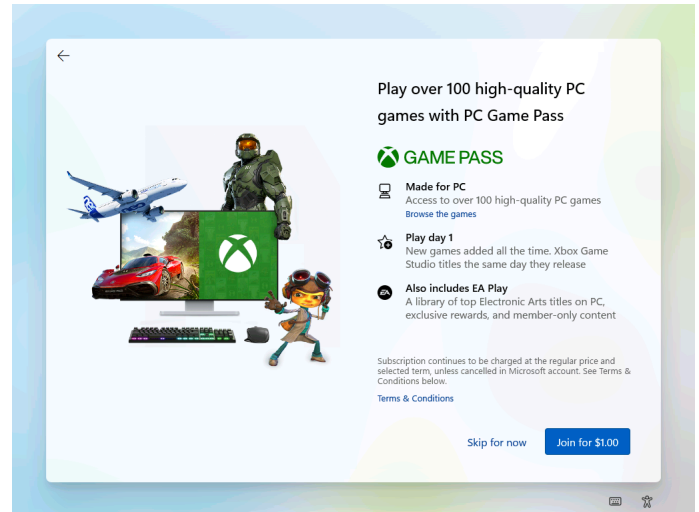 Play over 100 high-quality PC
games with PC Game Pass
GAME PASS
Made for PC
Access to over 100 high-quality PC games
Browse the games
Play day 1
New games added all the time. Xbox Game
Studio titles the same day they release
EA
Also includes EA Play
A library of top Electronic Arts titles on PC,
exclusive rewards, and member-only content
Subscription continues to be charged at the regular price and
selected term, unless cancelled in Microsoft account. See Terms &
Conditions below.
Terms & Conditions
Skip for now
Join for $1.00